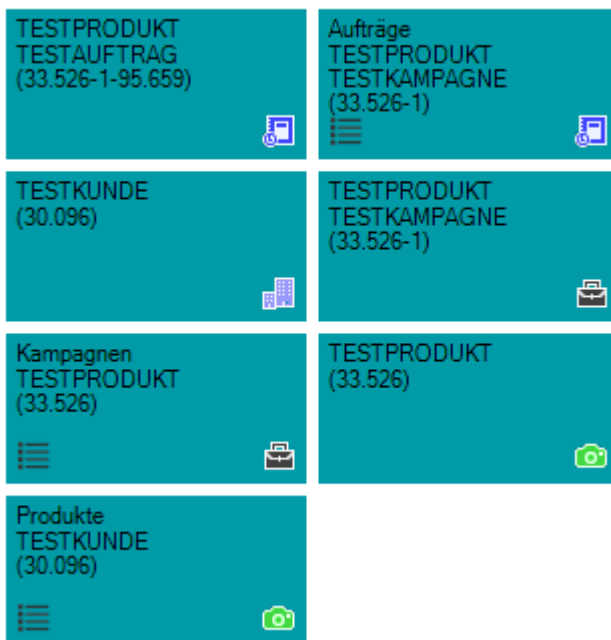 TESTPRODUKT
TESTAUFTRAG
(33.526-1-95.659)
Aufträge
TESTPRODUKT
TESTKAMPAGNE
(33.526-1)
TESTKUNDE
(30.096)
TESTPRODUKT
TESTKAMPAGNE
(33.526-1)
Kampagnen
TESTPRODUKT
(33.526)
TESTPRODUKT
(33.526)
Produkte
TESTKUNDE
(30.096)